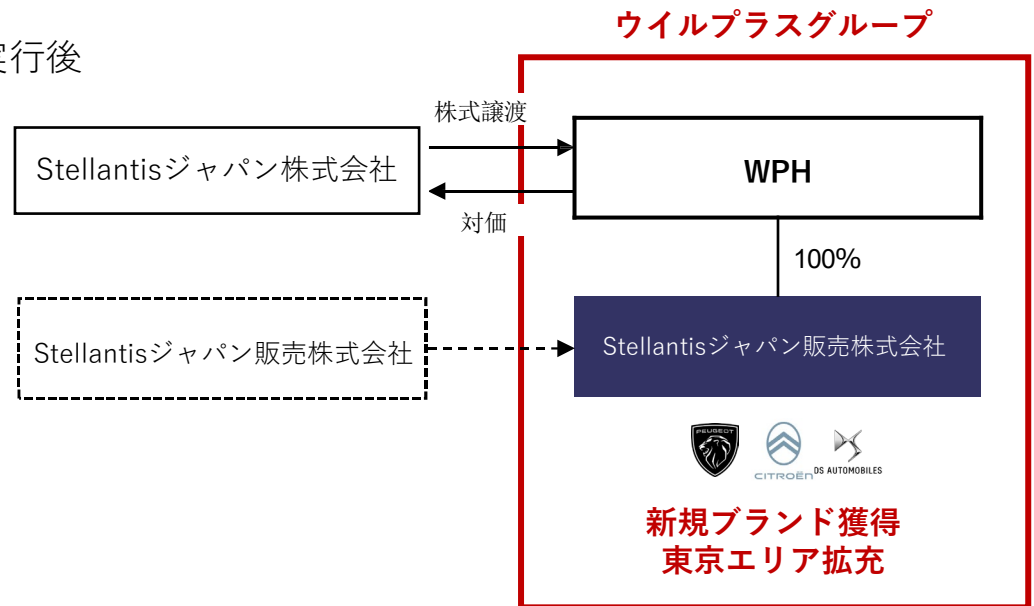 ウイルプラスグループ
実行後
株式譲渡
Stellantisジャパン株式会社
WPH
対価
100%
Stellantisジャパン販売株式会社
Stellantisジャパン販売株式会社
PEUGEOT
CITROËN
DS AUTOMOBILES
新規ブランド獲得
東京エリア拡充